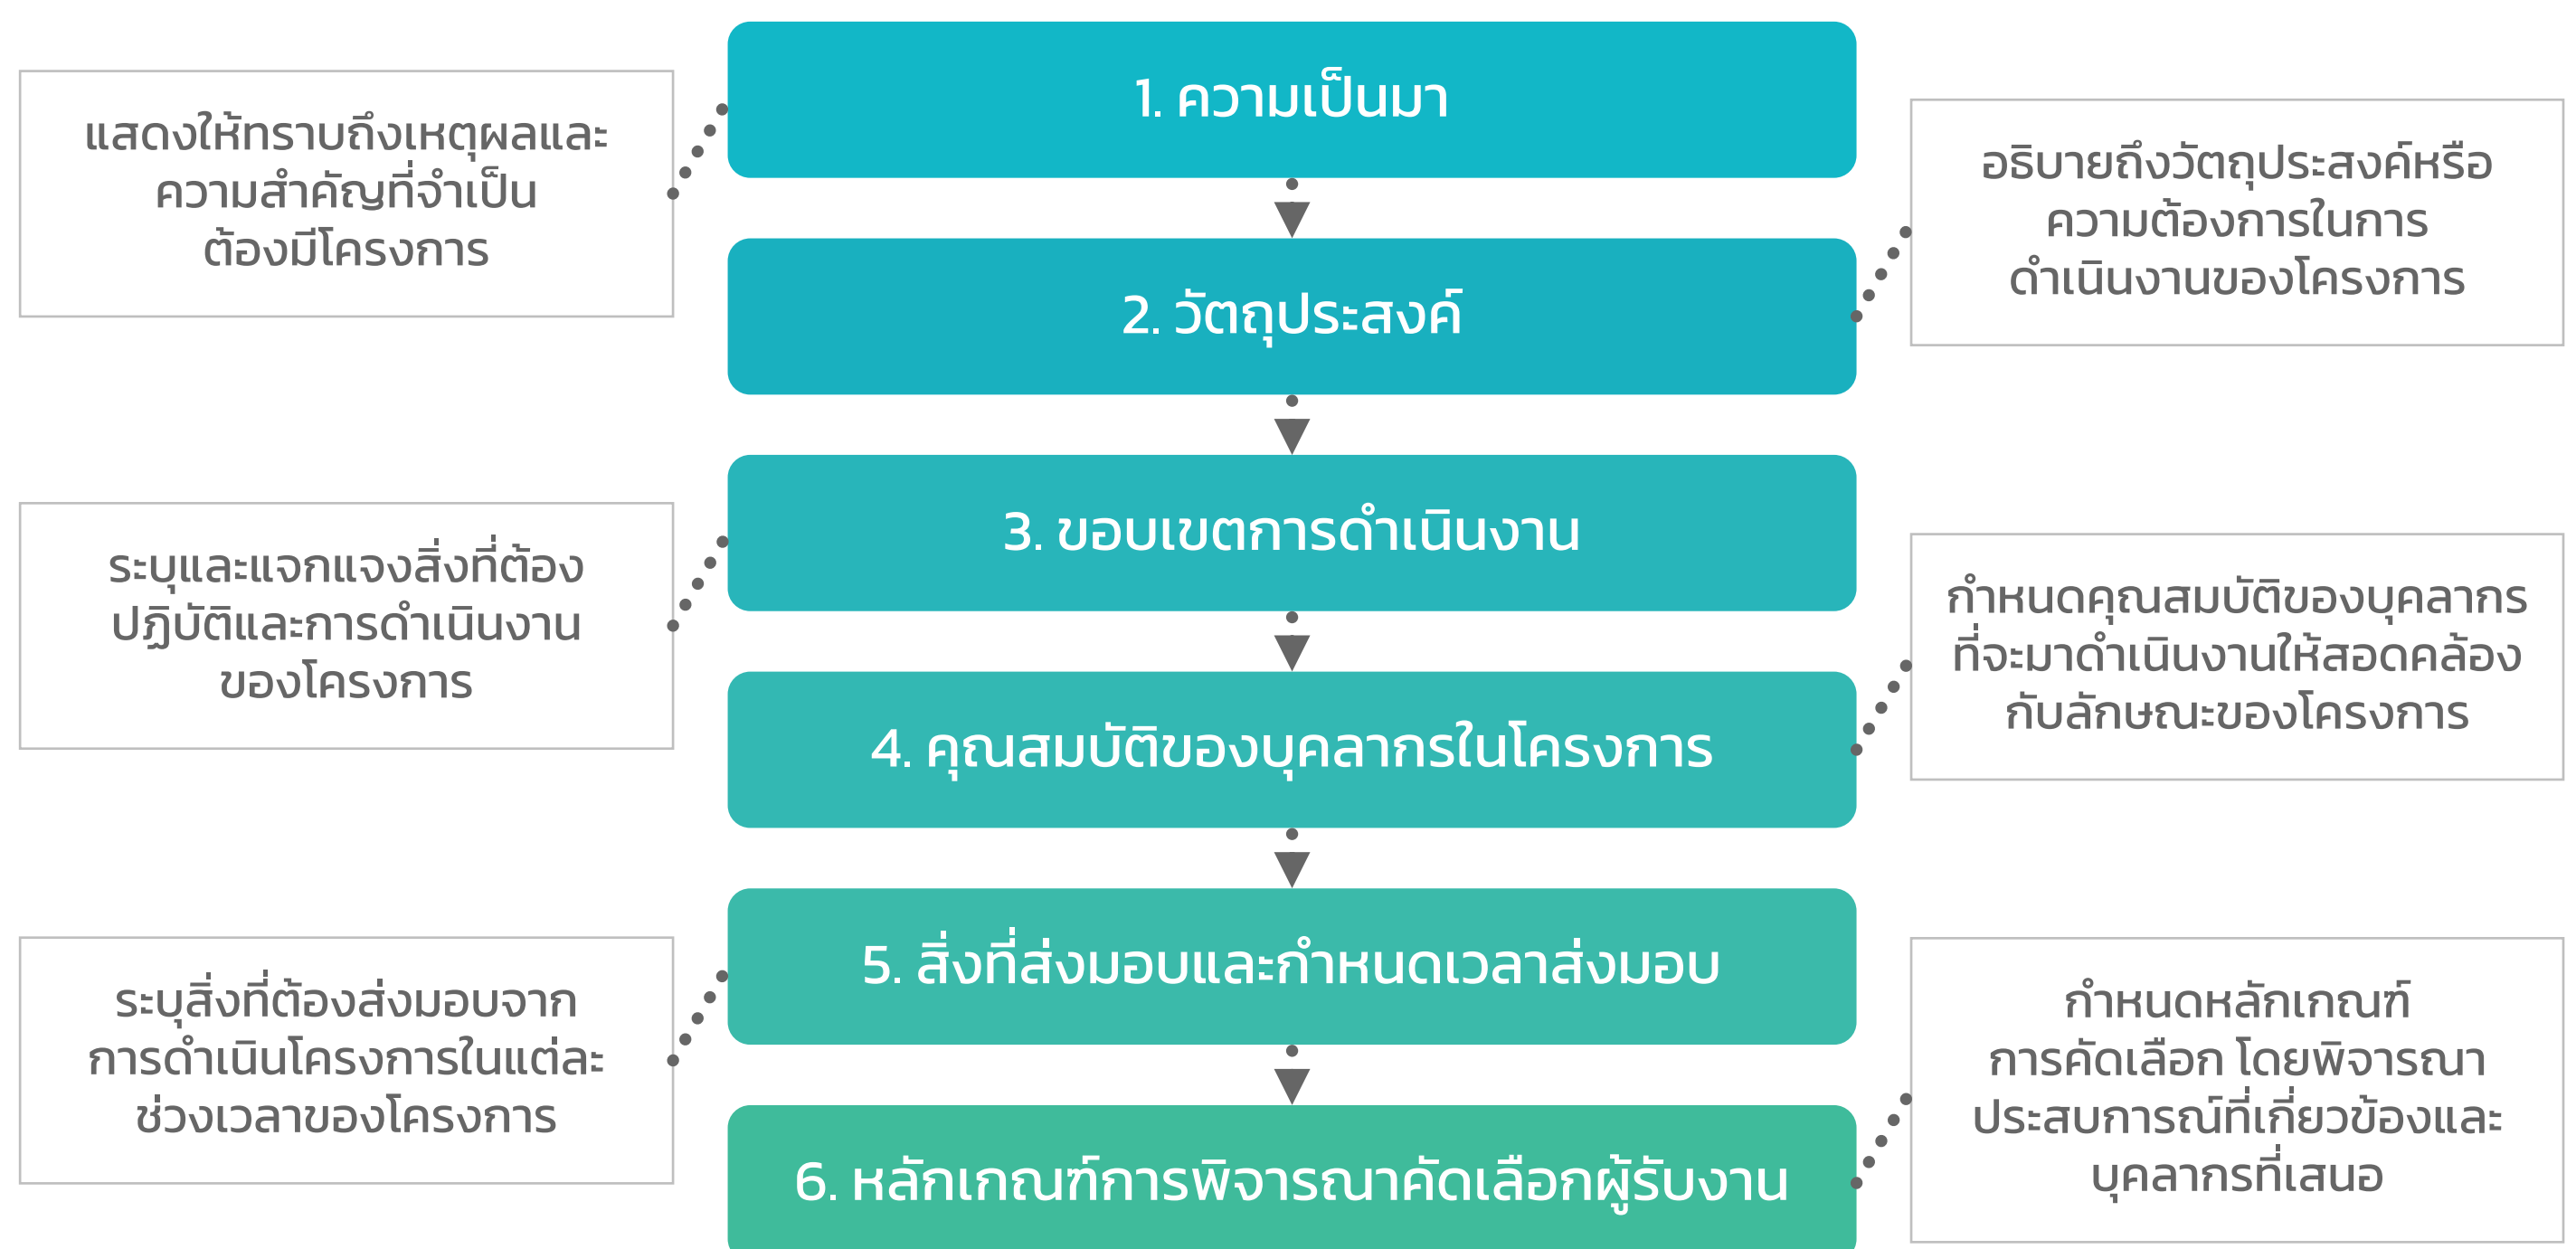 1. ความเป็นมา
แสดงให้ทราบถึงเหตุผลและ
ความสำคัญที่จำเป็น
ต้องมีโครงการ
2. วัตถุประสงค์
อธิบายถึงวัตถุประสงค์หรือ
ความต้องการในการ
ดำเนินงานของโครงการ
3. ขอบเขตการดำเนินงาน
ระบุและแจกแจงสิ่งที่ต้อง
ปฏิบัติและการดำเนินงาน
ของโครงการ
4. คุณสมบัติของบุคลากรในโครงการ
กำหนดคุณสมบัติของบุคลากร
ที่จะมาดำเนินงานให้สอดคล้อง
กับลักษณะของโครงการ
5. สิ่งที่ส่งมอบและกำหนดเวลาส่งมอบ
ระบุสิ่งที่ต้องส่งมอบจาก
การดำเนินโครงการในแต่ละ
ช่วงเวลาของโครงการ
6. หลักเกณฑ์การพิจารณาคัดเลือกผู้รับงาน
กำหนดหลักเกณฑ์
การคัดเลือก โดยพิจารณา
ประสบการณ์ที่เกี่ยวข้องและ
บุคลากรที่เสนอ